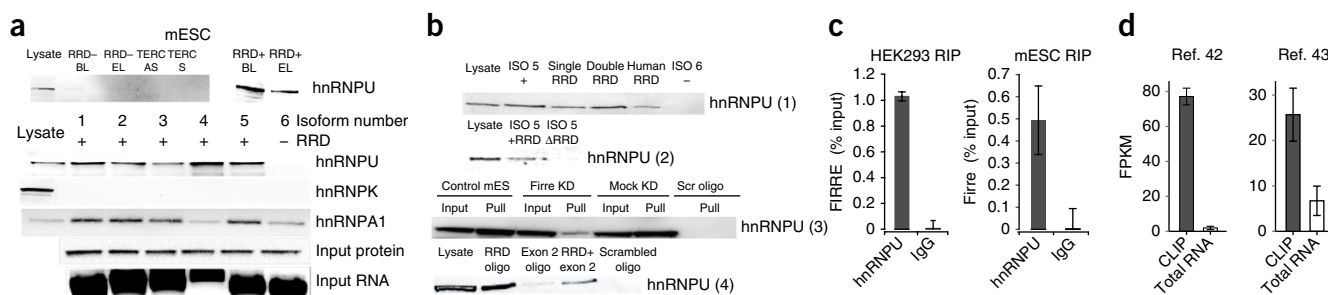 a
mESC
Lysate RRD– BL RRD– EL TERC AS TERC S RRD+ BL RRD+ EL
hnRNPU
1 2 3 4 5 6 Isoform number
Lysate + + + + + – RRD
hnRNPU
hnRNPK
hnRNPA1
Input protein
Input RNA
b
Lysate ISO 5 + Single RRD Double RRD Human RRD ISO 6 –
hnRNPU (1)
Lysate ISO 5 +RRD ISO 5 ΔRRD
hnRNPU (2)
Control mES Firre KD Mock KD Scr oligo
Input Pull Input Pull Input Pull Pull
hnRNPU (3)
Lysate RRD oligo Exon 2 oligo RRD+ exon 2 Scrambled oligo
hnRNPU (4)
c
HEK293 RIP
FIRRE (% input)
1.2
1.0
0.8
0.6
0.4
0.2
0
hnRNPU IgG
mESC RIP
Firre (% input)
0.7
0.6
0.5
0.4
0.3
0.2
0.1
0
hnRNPU IgG
d
Ref. 42
FPKM
80
60
40
20
0
CLIP Total RNA
Ref. 43
30
20
10
0
CLIP Total RNA